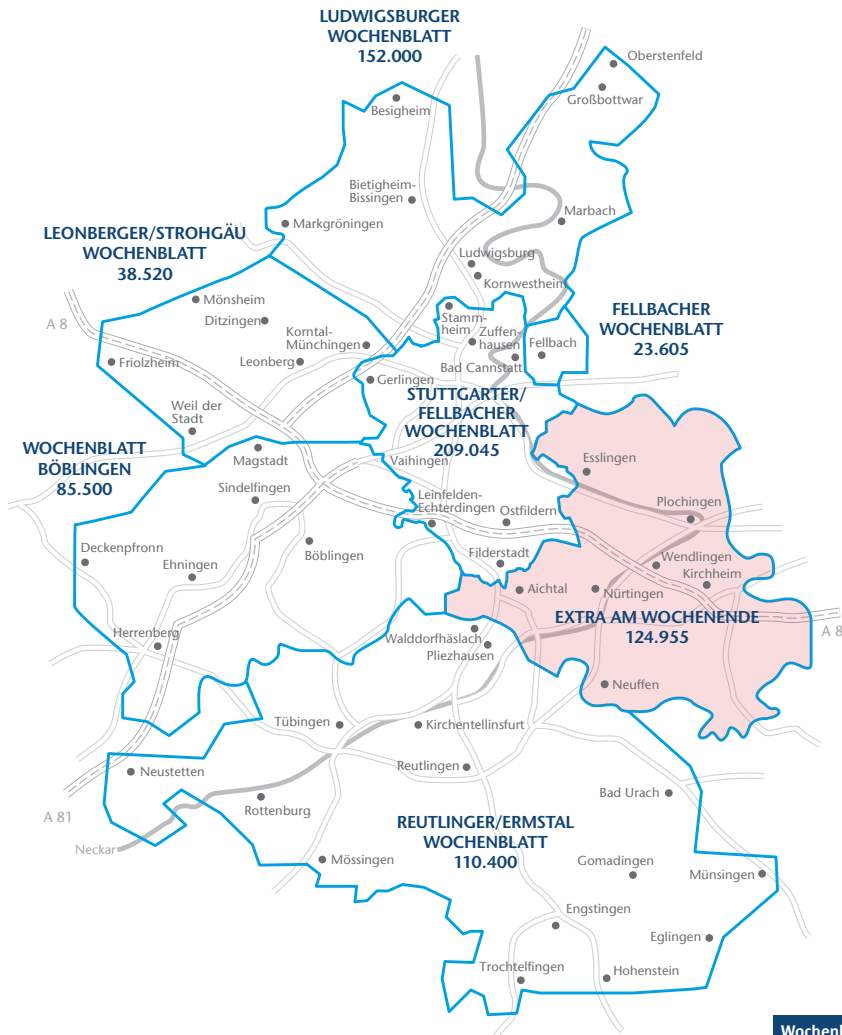 LUDWIGSBURGER
WOCHENBLATT
152.000
Oberstenfeld
Großbottwar
Besigheim
Bietigheim-
Bissingen
Markgröningen
Marbach
LEONBERGER/STROHGÄU
WOCHENBLATT
38.520
Ludwigsburg
Kornwestheim
Mönsheim
Ditzingen
A 8
Korntal-
Münchingen
Friolzheim
Leonberg
Stamm-
heim
Zuffen-
hausen
Bad Cannstatt
Fellbach
FELLBACHER
WOCHENBLATT
23.605
Gerlingen
Weil der
Stadt
STUTTGARTER/
FELLBACHER
WOCHENBLATT
209.045
WOCHENBLATT
BÖBLINGEN
85.500
Magstadt
Vaihingen
Sindelfingen
Esslingen
Leinfelden-
Echterdingen
Ostfildern
Plochingen
Deckenpfronn
Ehningen
Böblingen
Filderstadt
Wendlingen
Kirchheim
Aichtal
Nürtingen
EXTRA AM WOCHENENDE
124.955
A 8
Herrenberg
Walddorfhäslach
Pliezhausen
Neuffen
Tübingen
Kirchentellinsfurt
Neustetten
Reutlingen
Rottenburg
Bad Urach
A 81
Neckar
REUTLINGER/ERMSTAL
WOCHENBLATT
110.400
Mössingen
Gomadingen
Münsingen
Engstingen
Eglingen
Trochtelfingen
Hohenstein
Wochenbl